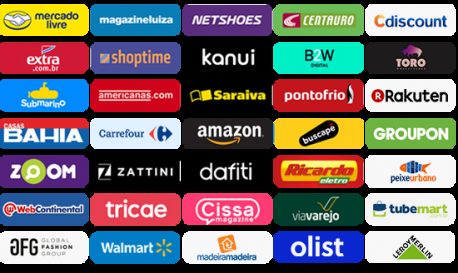 mercado
livre
magazineluiza
NETSHOES
CENTAURO
Cdiscount
extra
.com.br
shoptime
kanui
B2W
DIGITAL
TORO
Submarino
americanas.com
Saraiva
pontofrio
Rakuten
CASAS
BAHIA
Carrefour
amazon
buscapé
GROUPON
ZOOM
ZATTINI
dafiti
Ricardo
eletro
peixe urbano
WebContinental
tricae
Cissa
magazine
viavarejo
tubemart
GFG
GLOBAL
FASHION
GROUP
Walmart
madeiramadeira
olist
LEROY MERLIN